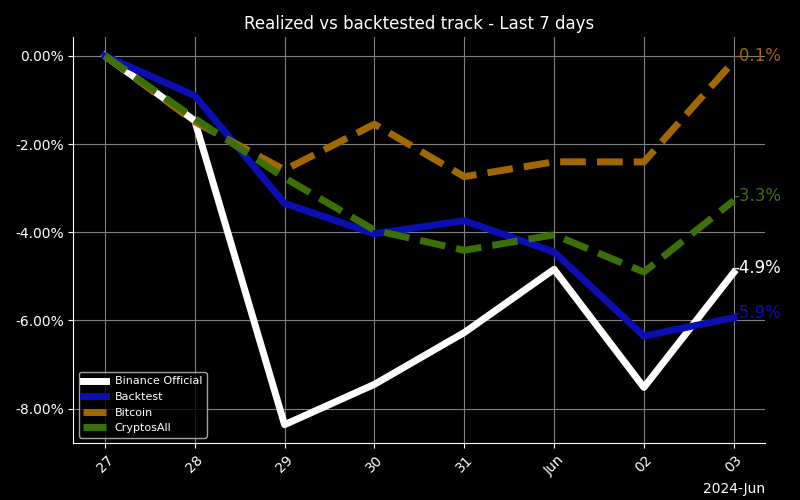 Realized vs backtested track - Last 7 days
0.00%
-2.00%
-4.00%
-6.00%
-8.00%
-0.1%
-3.3%
-4.9%
-5.9%
Binance Official
Backtest
Bitcoin
CryptosAll
27
28
29
30
31
Jun
02
03
2024-Jun